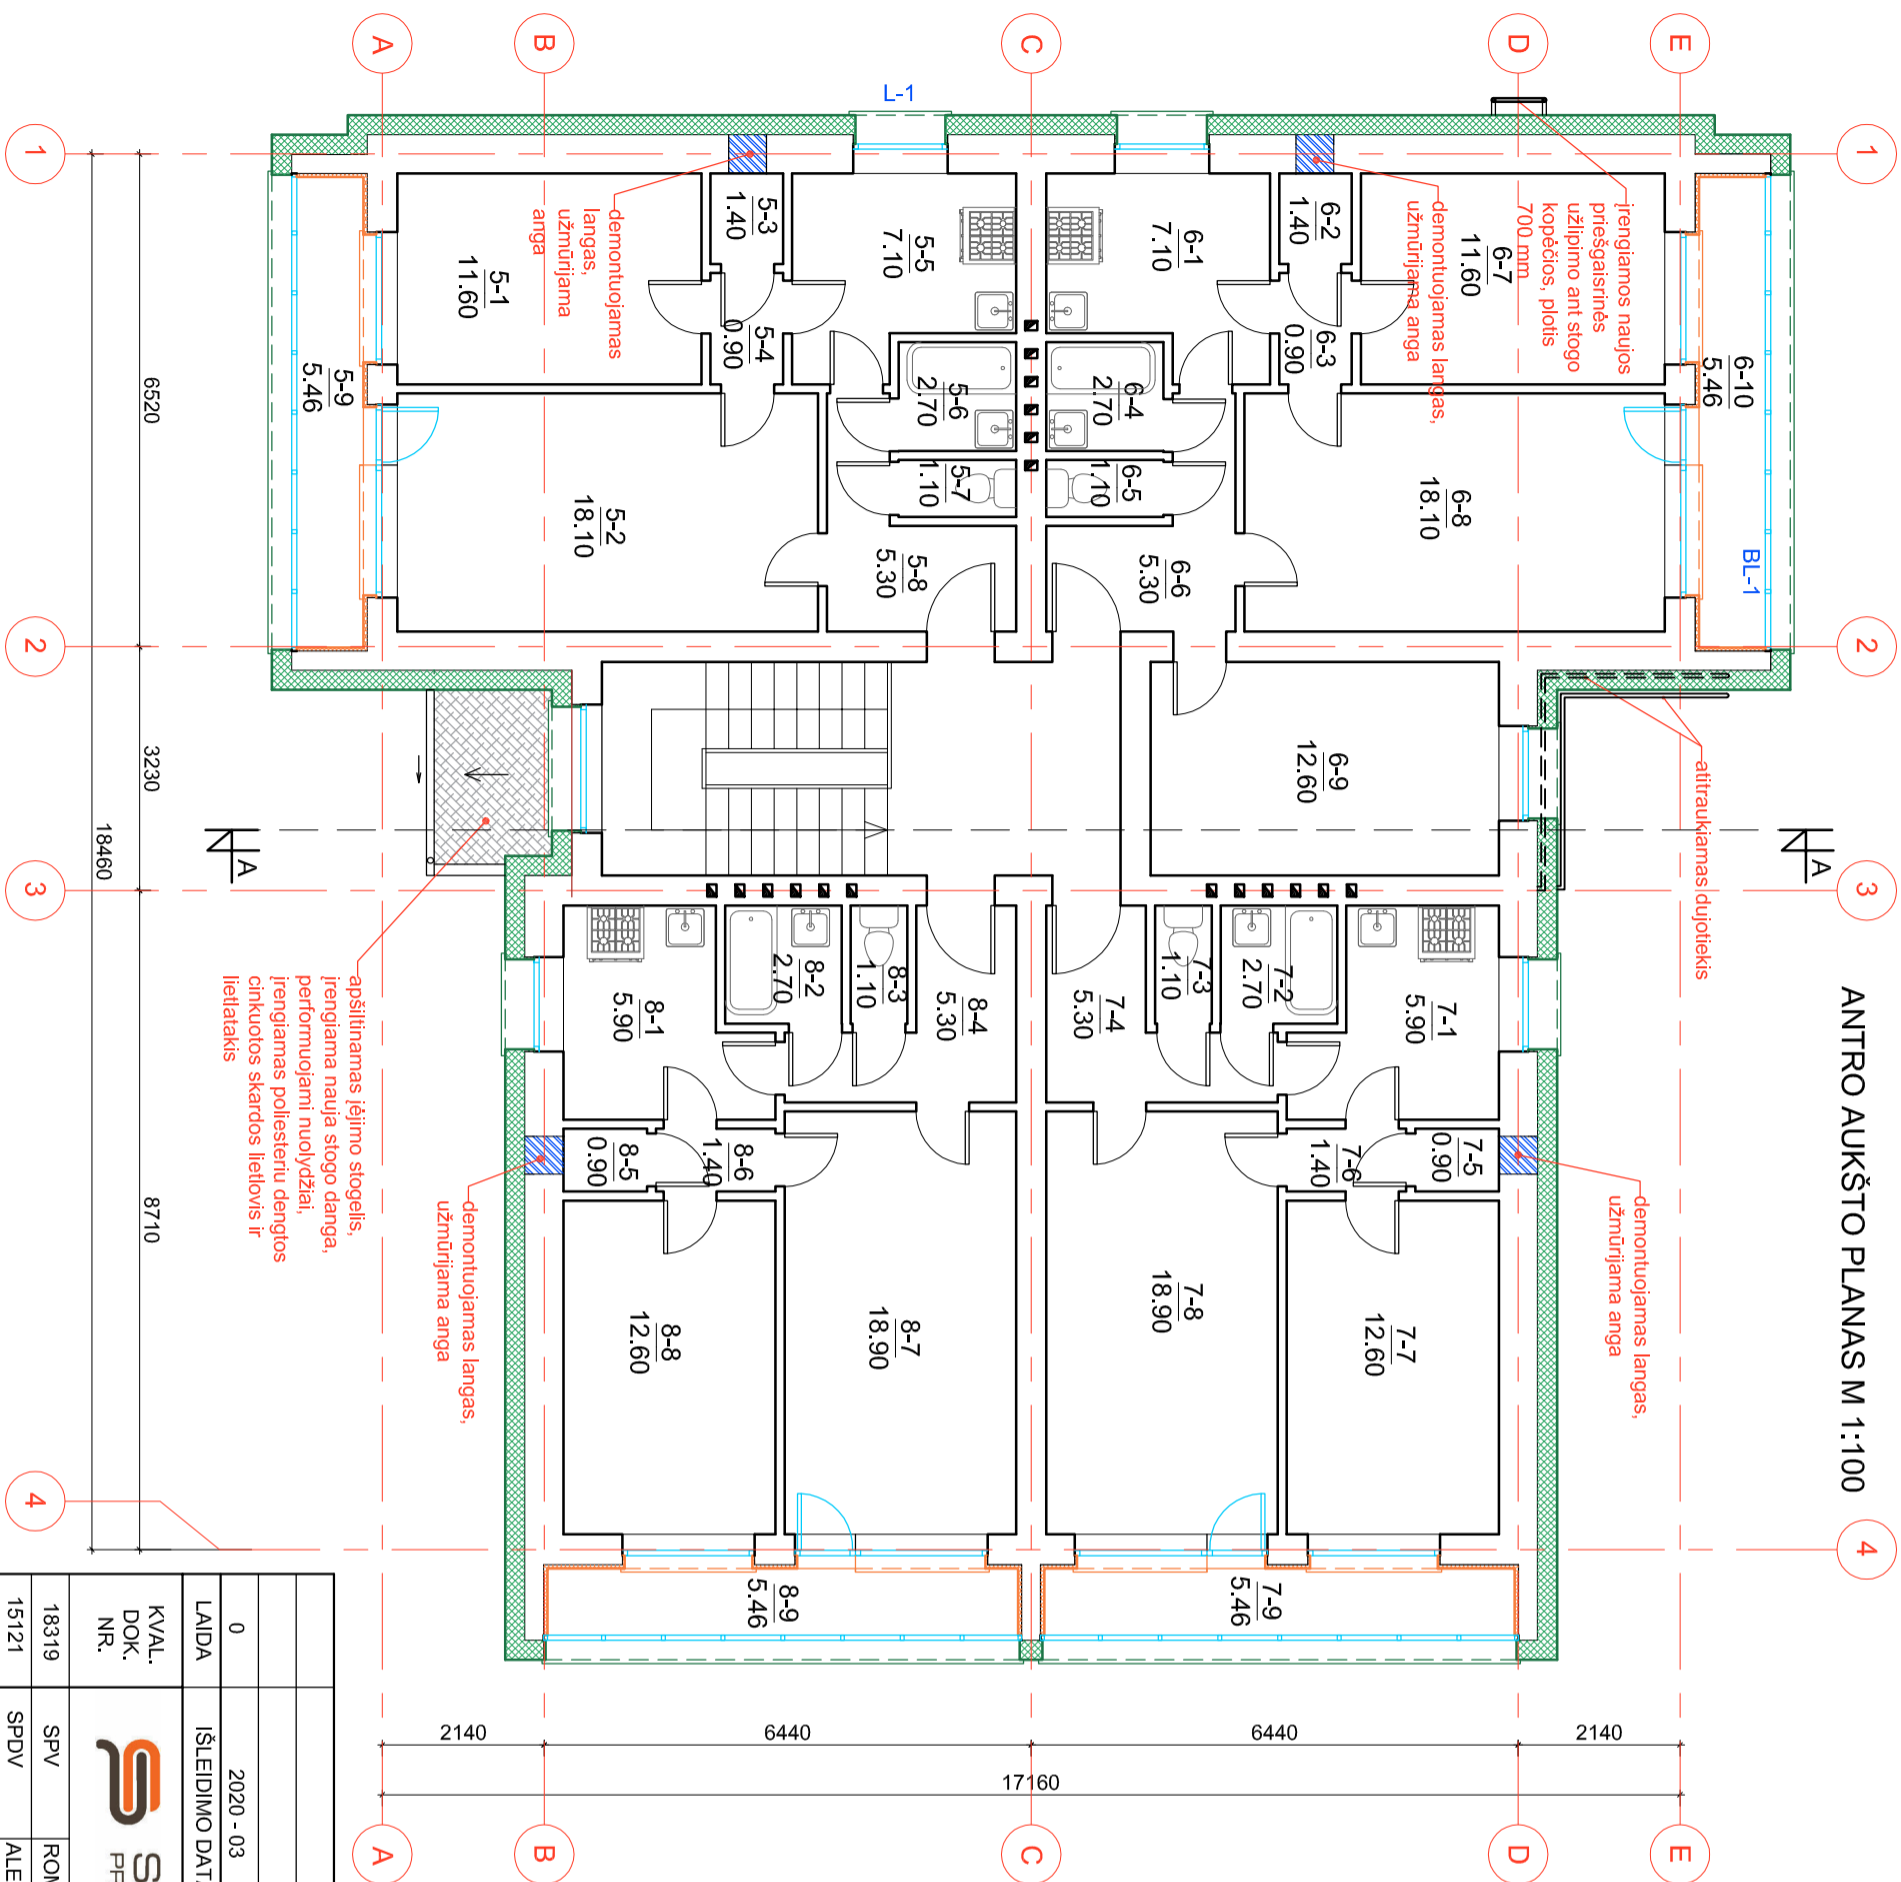 ANTRO AUKŠTO PLANAS M 1:100
A
B
C
D
E
1
2
3
4
1
2
3
4
A
B
C
D
E
L-1
BL-1
įrengiamos naujos
priešgaisrinės
užlipimo ant stogo
kopėčios, plotis
700 mm
demontuojamas langas,
užmūrijama anga
demontuojamas
langas,
užmūrijama
anga
atitraukiamas dujotiekis
demontuojamas langas,
užmūrijama anga
demontuojamas langas,
užmūrijama anga
apšiltinamas įėjimo stogelis,
įrengiama nauja stogo danga,
performuojami nuolydžiai,
įrengiamas poliesteriu dengtos
cinkuotos skardos lietlovis ir
lietlatakis
5-1
11.60
5-2
18.10
5-3
1.40
5-4
0.90
5-5
7.10
5-6
2.70
5-7
1.10
5-8
5.30
5-9
5.46
6-1
7.10
6-2
1.40
6-3
0.90
6-4
2.70
6-5
1.10
6-6
5.30
6-7
11.60
6-8
18.10
6-9
12.60
6-10
5.46
7-1
5.90
7-2
2.70
7-3
1.10
7-4
5.30
7-5
0.90
7-6
1.40
7-7
12.60
7-8
18.90
7-9
5.46
8-1
5.90
8-2
2.70
8-3
1.10
8-4
5.30
8-5
0.90
8-6
1.40
8-7
18.90
8-8
12.60
8-9
5.46
A
A
6520
3230
8710
18460
2140
6440
6440
2140
17160
0
2020 - 03
LAIDA
IŠLEIDIMO DATA
KVAL.
DOK.
NR.
18319
SPV
15121
SPDV